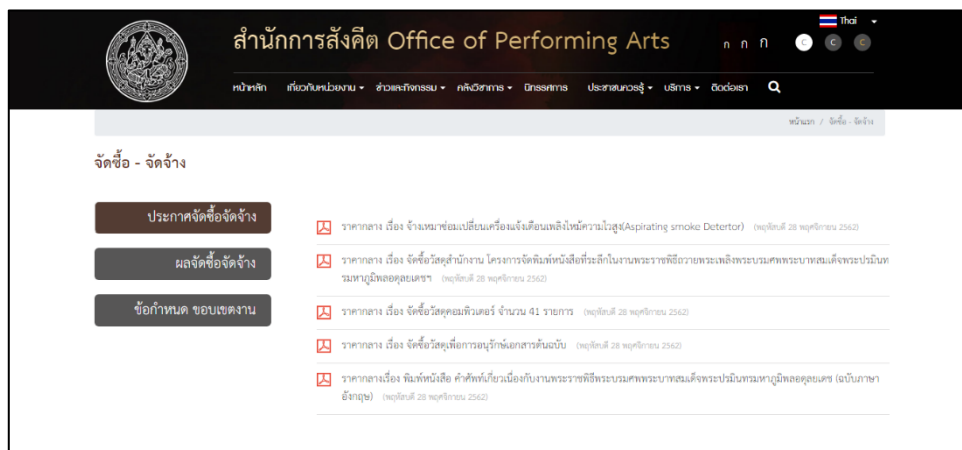 สำนักการสังคีต Office of Performing Arts
ก ก ก C C C
Thai
หน้าหลัก เกี่ยวกับหน่วยงาน ข่าวและกิจกรรม คลังวิชาการ นิทรรศการ ประชาชนควรรู้ บริการ ติดต่อเรา
หน้าแรก / จัดซื้อ - จัดจ้าง
จัดซื้อ - จัดจ้าง
ประกาศจัดซื้อจัดจ้าง
ผลจัดซื้อจัดจ้าง
ข้อกำหนด ขอบเขตงาน
ราคากลาง เรื่อง จ้างเหมาซ่อมเปลี่ยนเครื่องแจ้งเตือนเพลิงไหม้ความไวสูง(Aspirating smoke Detertor) (พฤหัสบดี 28 พฤศจิกายน 2562)
ราคากลาง เรื่อง จัดซื้อวัสดุสำนักงาน โครงการจัดพิมพ์หนังสือที่ระลึกในงานพระราชพิธีถวายพระเพลิงพระบรมศพพระบาทสมเด็จพระปรมินท
รมหาภูมิพลอดุลยเดชฯ (พฤหัสบดี 28 พฤศจิกายน 2562)
ราคากลาง เรื่อง จัดซื้อวัสดุคอมพิวเตอร์ จำนวน 41 รายการ (พฤหัสบดี 28 พฤศจิกายน 2562)
ราคากลาง เรื่อง จัดซื้อวัสดุเพื่อการอนุรักษ์เอกสารต้นฉบับ (พฤหัสบดี 28 พฤศจิกายน 2562)
ราคากลางเรื่อง พิมพ์หนังสือ คำศัพท์เกี่ยวเนื่องกับงานพระราชพิธีพระบรมศพพระบาทสมเด็จพระปรมินทรมหาภูมิพลอดุลยเดช (ฉบับภาษา
อังกฤษ) (พฤหัสบดี 28 พฤศจิกายน 2562)